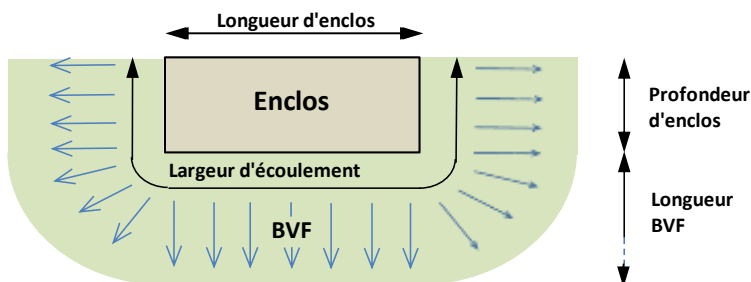 Longueur d'enclos
Enclos
Profondeur
d'enclos
Largeur d'écoulement
Longueur
BVF
BVF